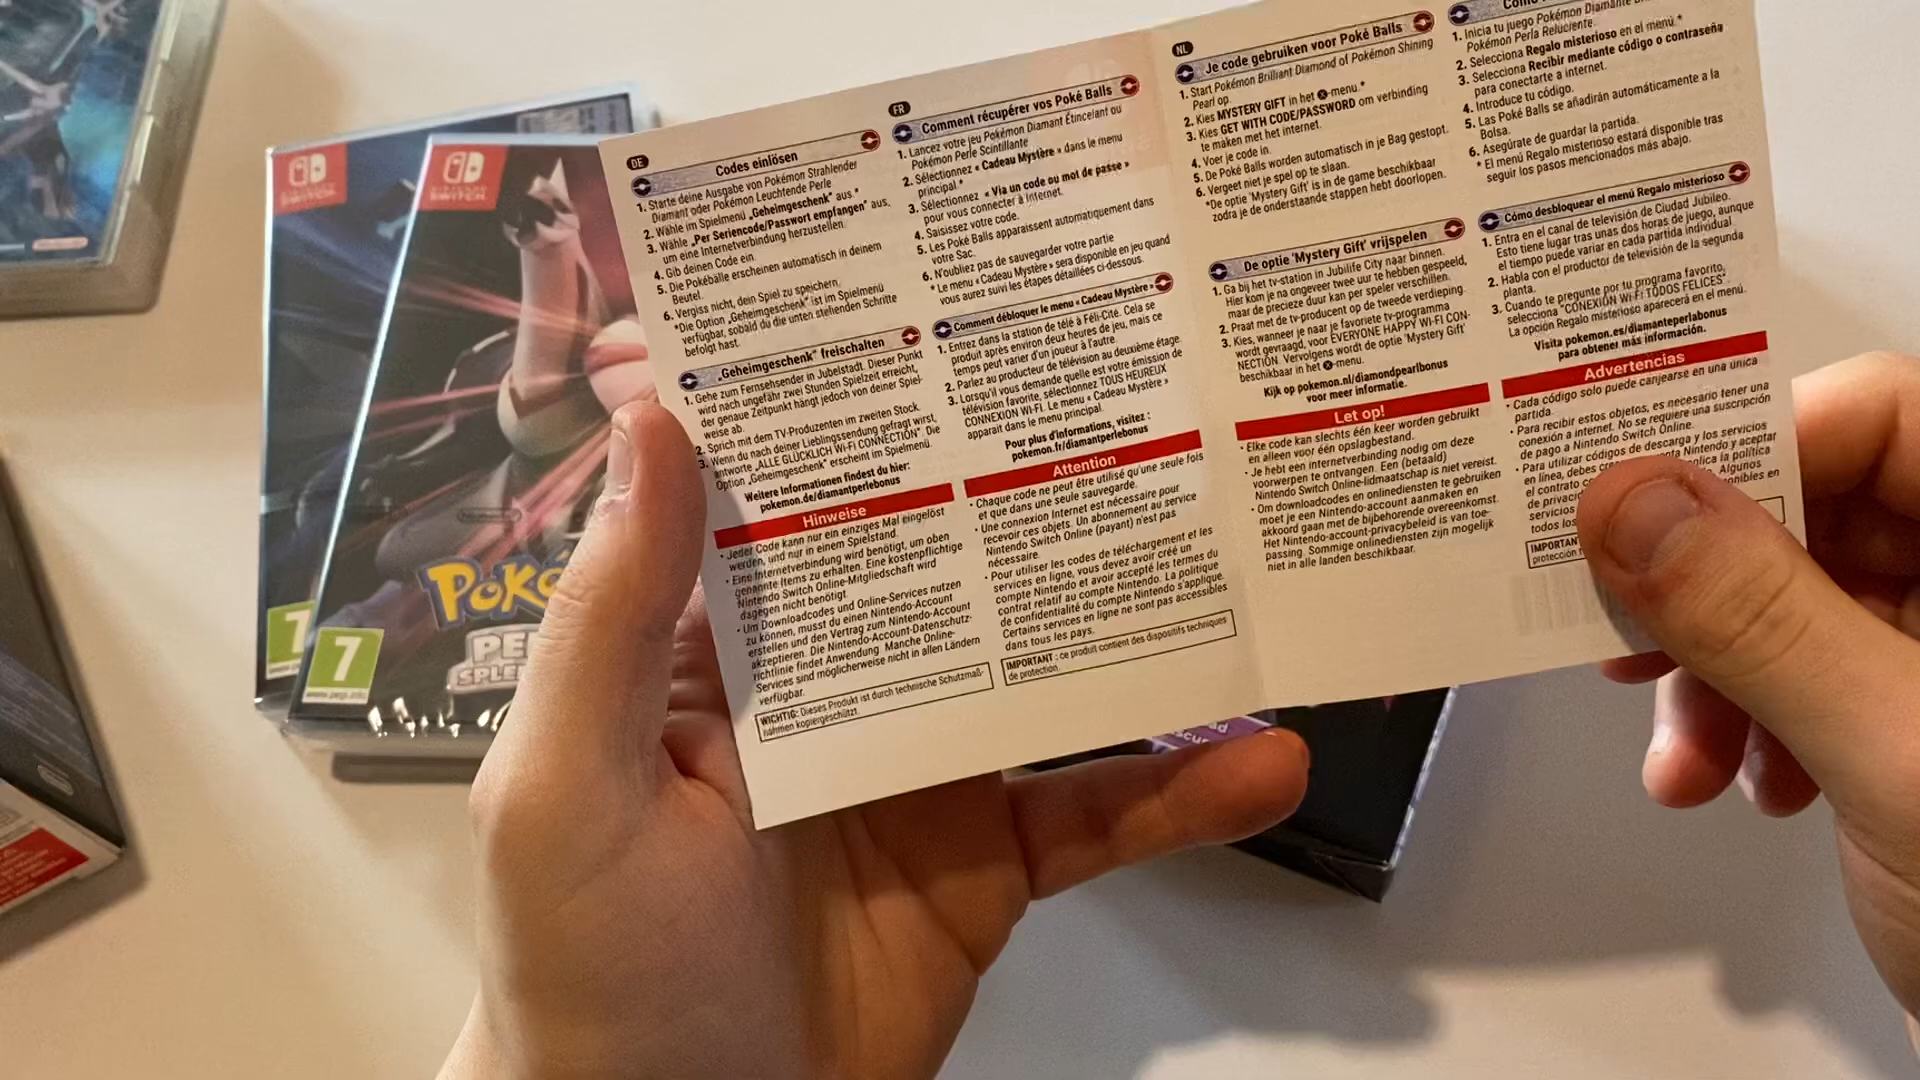 DE
Codes einlösen
1. Starte deine Ausgabe von Pokémon Strahlender
Diamant oder Pokémon Leuchtende Perle
2. Wähle im Spielmenü „Geheimgeschenk" aus.*
3. Wähle „Per Seriencode/Passwort empfangen" aus,
um eine Internetverbindung herzustellen.
4. Gib deinen Code ein.
5. Die Pokébälle erscheinen automatisch in deinem
Beutel.
6. Vergiss nicht, dein Spiel zu speichern.
*Die Option „Geheimgeschenk" ist im Spielmenü
verfügbar, sobald du die unten stehenden Schritte
befolgt hast.
„Geheimgeschenk" freischalten
1. Gehe zum Fernsehsender in Jubelstadt. Dieser Punkt
wird nach ungefähr zwei Stunden Spielzeit erreicht,
der genaue Zeitpunkt hängt jedoch von deiner Spiel-
weise ab.
2. Sprich mit dem TV-Produzenten im zweiten Stock.
3. Wenn du nach deiner Lieblingssendung gefragt wirst,
antworte „ALLE GLÜCKLICH Wi-Fi CONNECTION". Die
Option „Geheimgeschenk" erscheint im Spielmenü.
Weitere Informationen findest du hier:
pokemon.de/diamantperlebonus
Hinweise
• Jeder Code kann nur ein einziges Mal eingelöst
werden, und nur in einem Spielstand.
• Eine Internetverbindung wird benötigt, um oben
genannte Items zu erhalten. Eine kostenpflichtige
Nintendo Switch Online-Mitgliedschaft wird
dagegen nicht benötigt.
• Um Downloadcodes und Online-Services nutzen
zu können, musst du einen Nintendo-Account
erstellen und den Vertrag zum Nintendo-Account
akzeptieren. Die Nintendo-Account-Datenschutz-
richtlinie findet Anwendung. Manche Online-
Services sind möglicherweise nicht in allen Ländern
verfügbar.
WICHTIG: Dieses Produkt ist durch technische Schutzmaß-
nahmen kopiergeschützt.
FR
Comment récupérer vos Poké Balls
1. Lancez votre jeu Pokémon Diamant Étincelant ou
Pokémon Perle Scintillante
2. Sélectionnez « Cadeau Mystère » dans le menu
principal *
3. Sélectionnez « Via un code ou mot de passe »
pour vous connecter à Internet.
4. Saisissez votre code.
5. Les Poké Balls apparaissent automatiquement dans
votre Sac.
6. N'oubliez pas de sauvegarder votre partie
* Le menu « Cadeau Mystère » sera disponible en jeu quand
vous aurez suivi les étapes détaillées ci-dessous.
Comment débloquer le menu « Cadeau Mystère »
1. Entrez dans la station de télé à Féli-Cité. Cela se
produit après environ deux heures de jeu, mais ce
temps peut varier d'un joueur à l'autre.
2. Parlez au producteur de télévision au deuxième étage.
3. Lorsqu'il vous demande quelle est votre émission de
télévision favorite, sélectionnez TOUS HEUREUX
CONNEXION WI-FI. Le menu « Cadeau Mystère »
apparait dans le menu principal.
Pour plus d'informations, visitez :
pokemon.fr/diamantperlebonus
Attention
• Chaque code ne peut être utilisé qu'une seule fois
et que dans une seule sauvegarde.
• Une connexion Internet est nécessaire pour
recevoir ces objets. Un abonnement au service
Nintendo Switch Online (payant) n'est pas
nécessaire.
• Pour utiliser les codes de téléchargement et les
services en ligne, vous devez avoir créé un
compte Nintendo et avoir accepté les termes du
contrat relatif au compte Nintendo. La politique
de confidentialité du compte Nintendo s'applique.
Certains services en ligne ne sont pas accessibles
dans tous les pays.
IMPORTANT : ce produit contient des dispositifs techniques
de protection.
NL
Je code gebruiken voor Poké Balls
1. Start Pokémon Brilliant Diamond of Pokémon Shining
Pearl op.
2. Kies MYSTERY GIFT in het X-menu.*
3. Kies GET WITH CODE/PASSWORD om verbinding
te maken met het internet.
4. Voer je code in.
5. De Poké Balls worden automatisch in je Bag gestopt.
6. Vergeet niet je spel op te slaan.
*De optie 'Mystery Gift' is in de game beschikbaar
zodra je de onderstaande stappen hebt doorlopen.
De optie 'Mystery Gift' vrijspelen
1. Ga bij het tv-station in Jubilife City naar binnen.
Hier kom je na ongeveer twee uur te hebben gespeeld,
maar de precieze duur kan per speler verschillen.
2. Praat met de tv-producent op de tweede verdieping.
3. Kies, wanneer je naar je favoriete tv-programma
wordt gevraagd, voor EVERYONE HAPPY WI-FI CON-
NECTION. Vervolgens wordt de optie 'Mystery Gift'
beschikbaar in het X-menu.
Kijk op pokemon.nl/diamondpearlbonus
voor meer informatie.
Let op!
• Elke code kan slechts één keer worden gebruikt
en alleen voor één opslagbestand.
• Je hebt een internetverbinding nodig om deze
voorwerpen te ontvangen. Een (betaald)
Nintendo Switch Online-lidmaatschap is niet vereist.
• Om downloadcodes en onlinediensten te gebruiken
moet je een Nintendo-account aanmaken en
akkoord gaan met de bijbehorende overeenkomst.
Het Nintendo-account-privacybeleid is van toe-
passing. Sommige onlinediensten zijn mogelijk
niet in alle landen beschikbaar.
1. Inicia tu juego Pokémon Diamante
Pokémon Perla Reluciente.
2. Selecciona Regalo misterioso en el menú.*
3. Selecciona Recibir mediante código o contraseña
para conectarte a internet.
4. Introduce tu código.
5. Las Poké Balls se añadirán automáticamente a la
Bolsa.
6. Asegúrate de guardar la partida.
* El menú Regalo misterioso estará disponible tras
seguir los pasos mencionados más abajo.
Cómo desbloquear el menú Regalo misterioso
1. Entra en el canal de televisión de Ciudad Jubileo.
Esto tiene lugar tras unas dos horas de juego, aunque
el tiempo puede variar en cada partida individual
2. Habla con el productor de televisión de la segunda
planta.
3. Cuando te pregunte por tu programa favorito,
selecciona "CONEXIÓN WI-FI TODOS FELICES".
La opción Regalo misterioso aparecerá en el menú.
Visita pokemon.es/diamanteperlabonus
para obtener más información.
Advertencias
• Cada código solo puede canjearse en una única
partida.
• Para recibir estos objetos, es necesario tener una
conexión a internet. No se requiere una suscripción
de pago a Nintendo Switch Online.
• Para utilizar códigos de descarga y los servicios
en línea, debes Nintendo y aceptar
el contrato la política
de Algunos
servicios en
todos los
IMPORTAN
protección
NINTENDO
SWITCH
NINTENDO
SWITCH
7
7
www.pegi.info